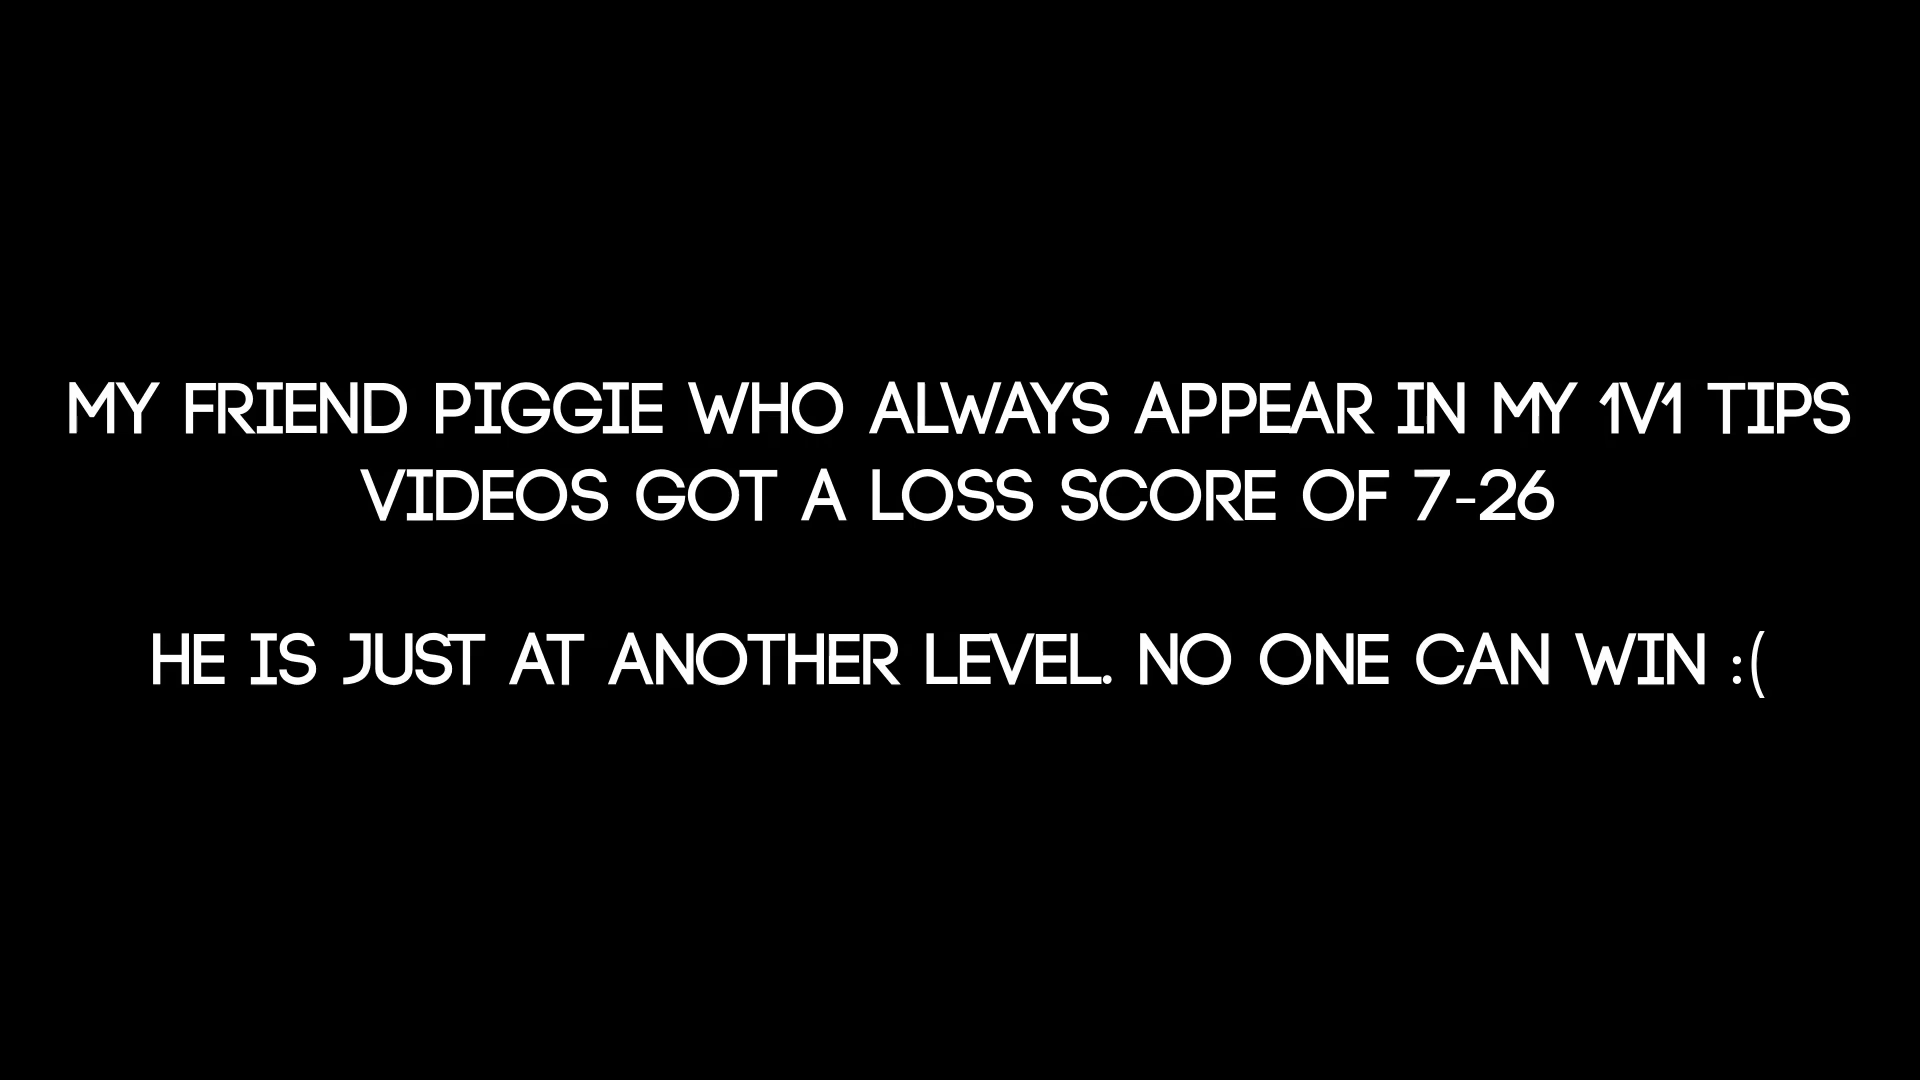 MY FRIEND PIGGIE WHO ALWAYS APPEAR IN MY 1V1 TIPS
VIDEOS GOT A LOSS SCORE OF 7-26
HE IS JUST AT ANOTHER LEVEL. NO ONE CAN WIN :(